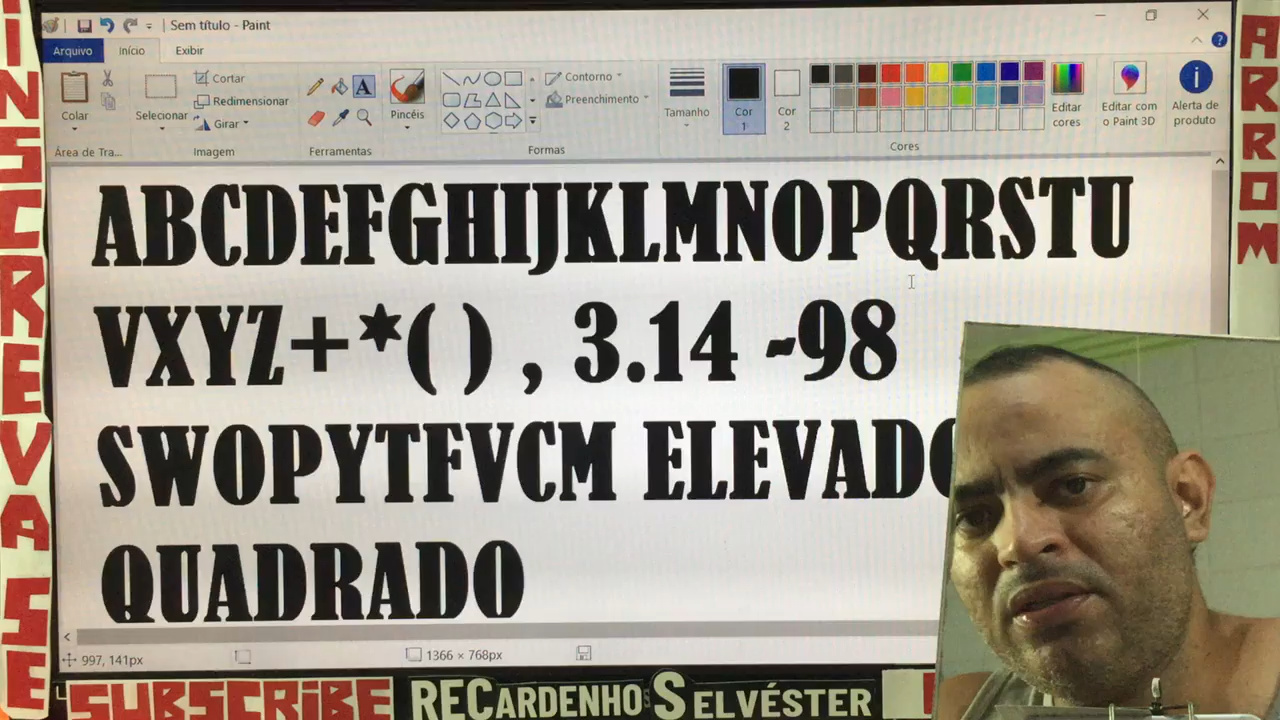 Sem título - Paint
Arquivo
Início
Exibir
Colar
Selecionar
Cortar
Redimensionar
Girar
Pincéis
Contorno
Preenchimento
Tamanho
Cor
1
Cor
2
Editar
cores
Editar com
o Paint 3D
Alerta de
produto
Área de Tra...
Imagem
Ferramentas
Formas
Cores
ABCDEFGHIJKLMNOPQRSTU
VXYZ+*( ) , 3.14 -98
SWOPYTFVCM ELEVADO
QUADRADO
997, 141px
1366 × 768px
INSCREVA SE
ARROM
SUBSCRiBE
RECARDENHO
SELVÉSTER